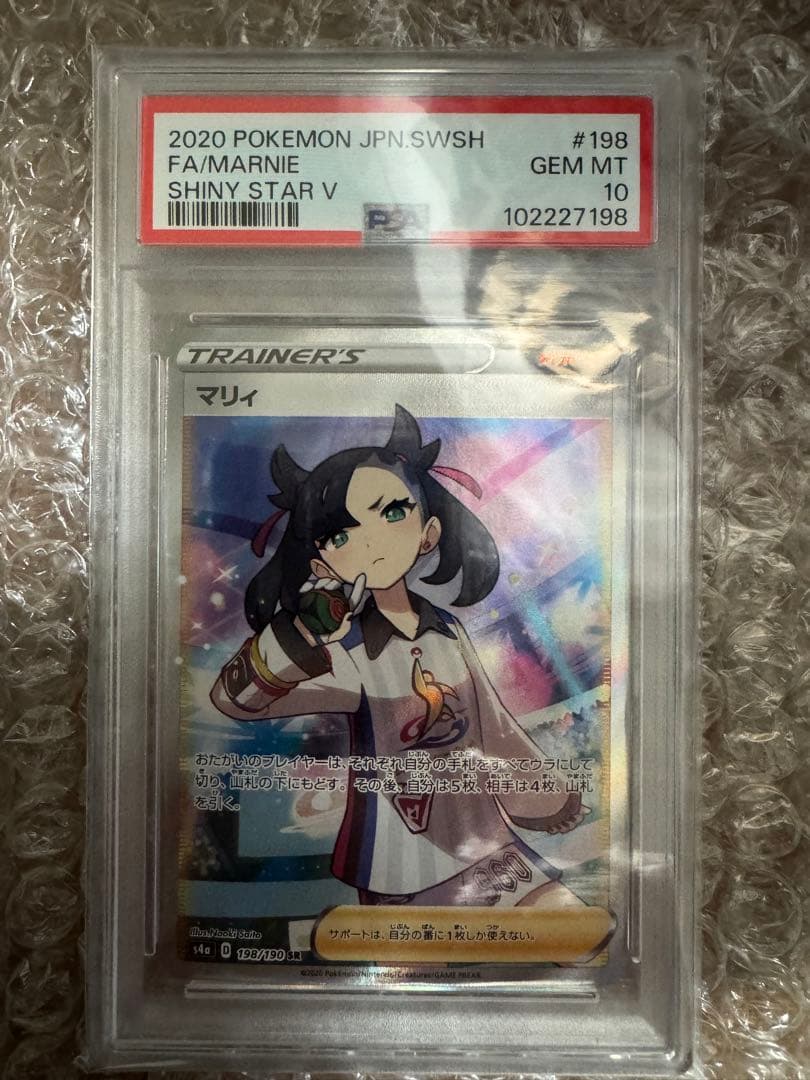 2020 POKEMON JPN.SWSH #198
FA/MARNIE GEM MT
SHINY STAR V 10
PSA 102227198
TRAINER'S
マリィ
おたがいのプレイヤーは、それぞれ自分の手札をすべてウラにして
切り、山札の下にもどす。その後、自分は5枚、相手は4枚、山札
を引く。
960
Illus. Naoki Saito
サポートは、自分の番に1枚しか使えない。
s4a D 198/190 SR
©2020 Pokémon/Nintendo/Creatures/GAME FREAK